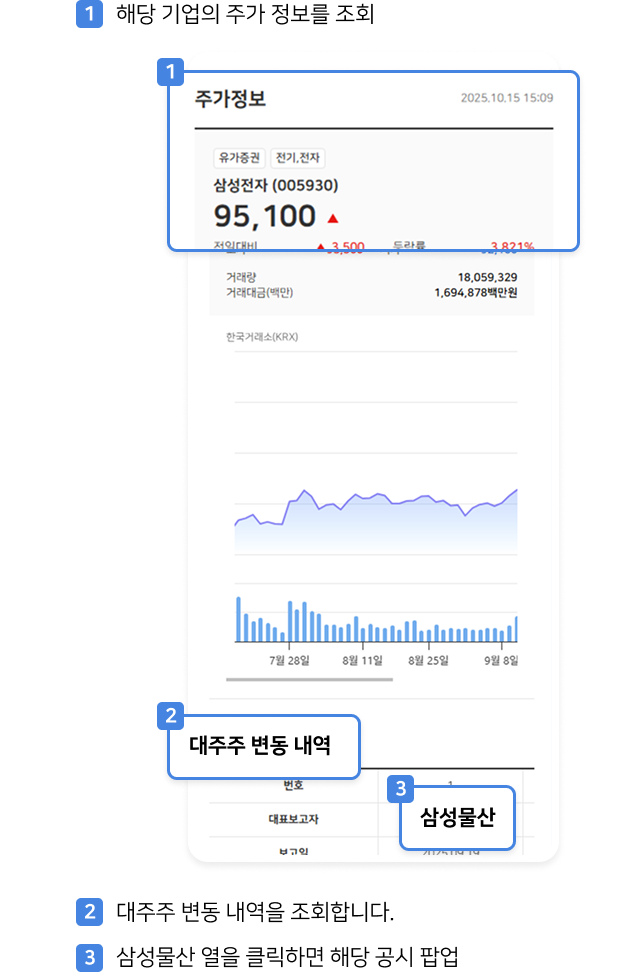 1 해당 기업의 주가 정보를 조회
1
주가정보 2025.10.15 15:09
유가증권 전기,전자
삼성전자 (005930)
95,100 ▲
전일대비 ▲ 3,500 등락률 3.821%
거래량 18,059,329
거래대금(백만) 1,694,878백만원
한국거래소(KRX)
7월 28일 8월 11일 8월 25일 9월 8일
2
대주주 변동 내역
번호 1
3
대표보고자 삼성물산
보고일
2 대주주 변동 내역을 조회합니다.
3 삼성물산 열을 클릭하면 해당 공시 팝업